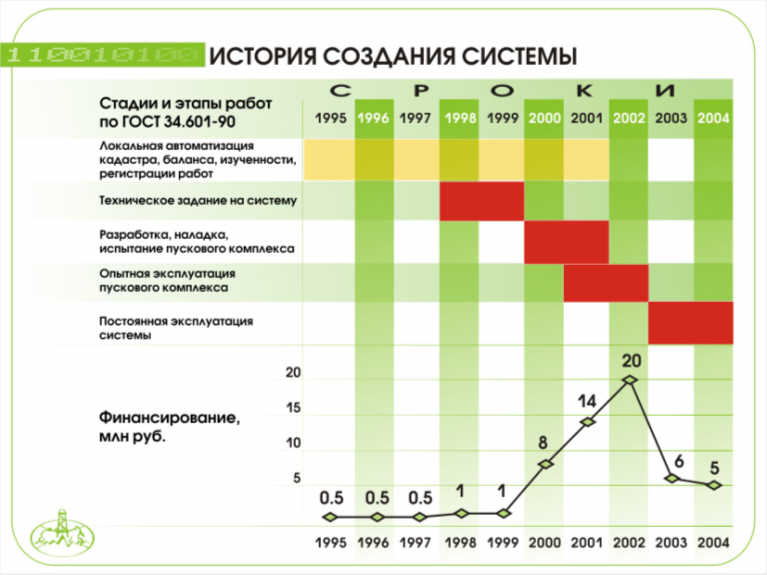 110010100
ИСТОРИЯ СОЗДАНИЯ СИСТЕМЫ
С Р О К И
Стадии и этапы работ
по ГОСТ 34.601-90
1995 1996 1997 1998 1999 2000 2001 2002 2003 2004
Локальная автоматизация
кадастра, баланса, изученности,
регистрации работ
Техническое задание на систему
Разработка, наладка,
испытание пускового комплекса
Опытная эксплуатация
пускового комплекса
Постоянная эксплуатация
системы
Финансирование,
млн руб.
20
15
10
5
0.5 0.5 0.5 1 1 8 14 20 6 5
1995 1996 1997 1998 1999 2000 2001 2002 2003 2004